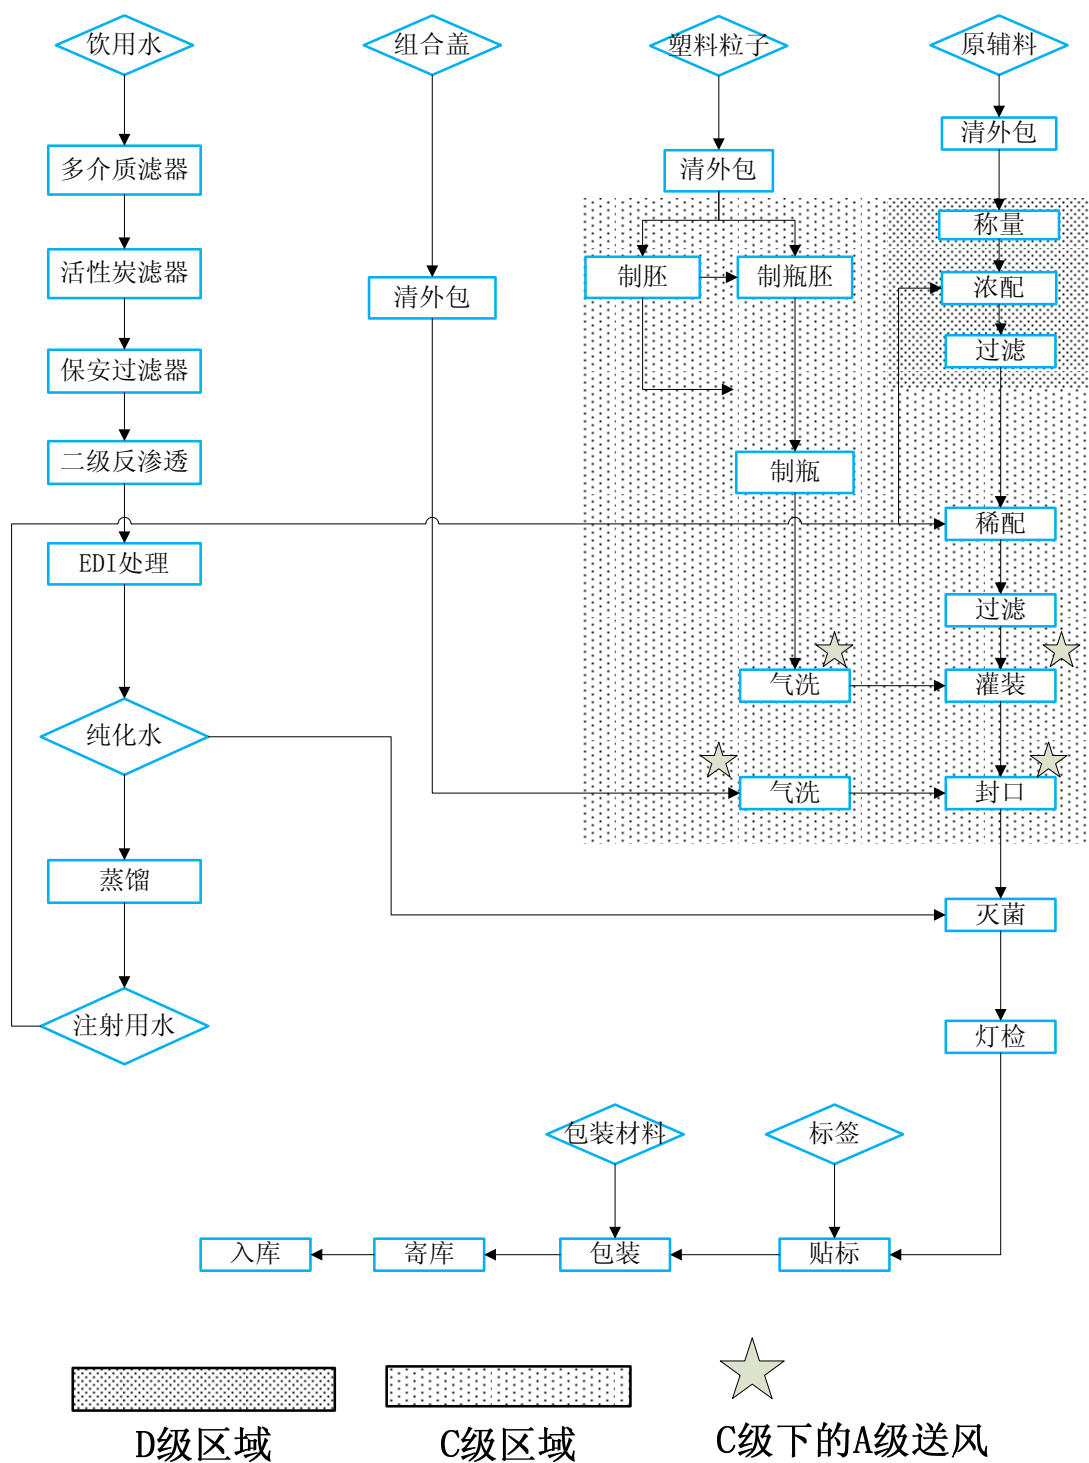 饮用水
组合盖
塑料粒子
原辅料
清外包
多介质滤器
清外包
称量
活性炭滤器
清外包
制胚
制瓶胚
浓配
保安过滤器
过滤
二级反渗透
制瓶
稀配
EDI处理
过滤
气洗
灌装
纯化水
气洗
封口
蒸馏
灭菌
注射用水
灯检
包装材料
标签
入库
寄库
包装
贴标
D级区域
C级区域
C级下的A级送风